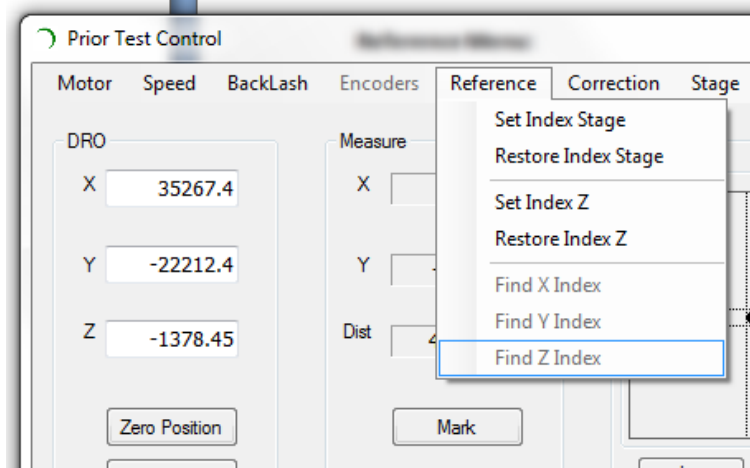 Prior Test Control
Motor Speed BackLash Encoders Reference Correction Stage
Set Index Stage
Restore Index Stage
Set Index Z
Restore Index Z
Find X Index
Find Y Index
Find Z Index
DRO
X 35267.4
Y -22212.4
Z -1378.45
Zero Position
Measure
X
Y
Dist 4
Mark